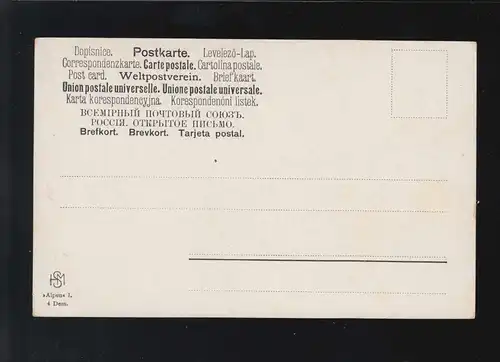 Dopisnice. Postkarte. Levelező-Lap.
Correspondenzkarte. Carte postale. Cartolina postale.
Post card. Weltpostverein. Briefkaart.
Union postale universelle. Unione postale universale.
Karta korespondencyjna. Korespondenční listek.
ВСЕМІРНЫЙ ПОЧТОВЫЙ СОЮЗЪ.
РОССІЯ. ОТКРЫТОЕ ПИСЬМО.
Brefkort. Brevkort. Tarjeta postal.
»Alpen« I.
4 Dess.